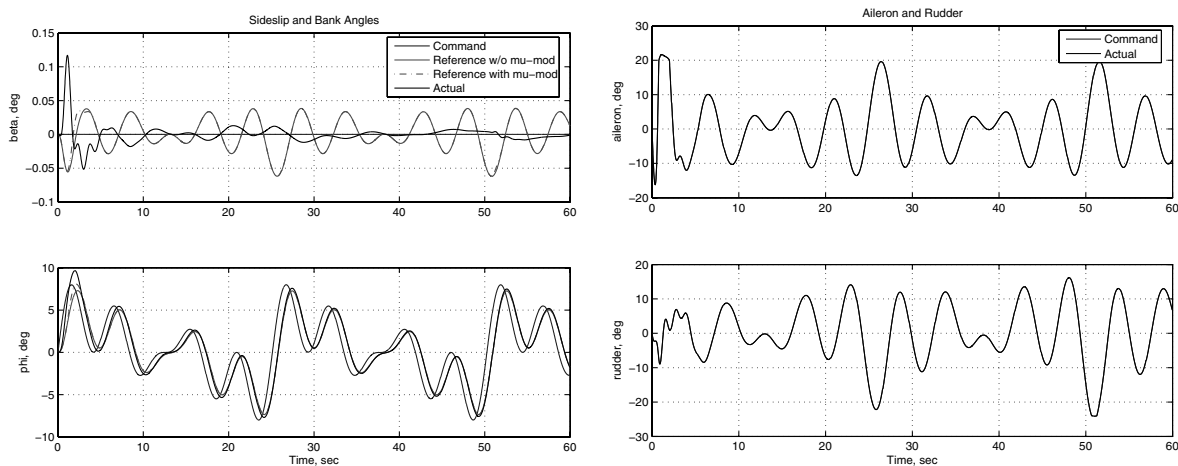 Sideslip and Bank Angles
0.15
0.1
0.05
0
−0.05
−0.1
beta, deg
Command
Reference w/o mu−mod
Reference with mu−mod
Actual
0 10 20 30 40 50 60
10
5
0
−5
−10
phi, deg
0 10 20 30 40 50 60
Time, sec
Aileron and Rudder
30
20
10
0
−10
−20
aileron, deg
Command
Actual
0 10 20 30 40 50 60
20
10
0
−10
−20
−30
rudder, deg
0 10 20 30 40 50 60
Time, sec